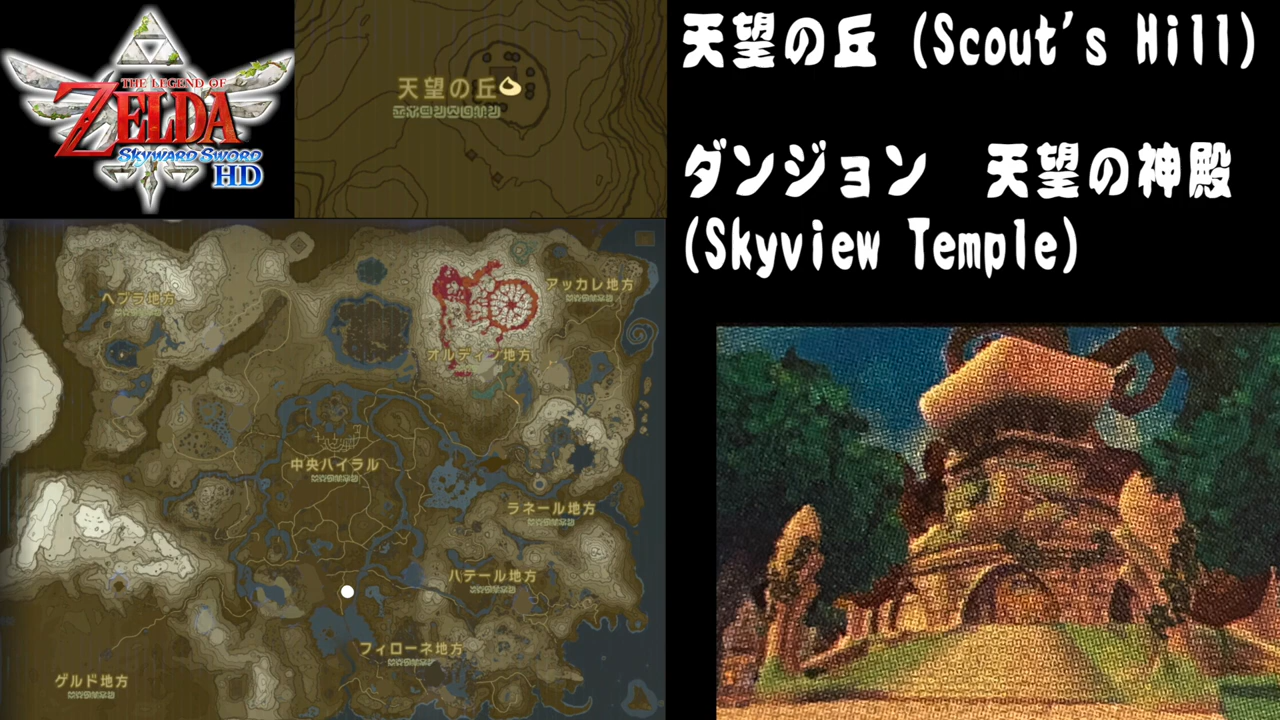 THE LEGEND OF
ZELDA
SKYWARD SWORD
HD
天望の丘
天望の丘 (Scout's Hill)
ダンジョン 天望の神殿
(Skyview Temple)
ヘブラ地方
アッカレ地方
オルディン地方
中央ハイラル
ラネール地方
ハテール地方
フィローネ地方
ゲルド地方